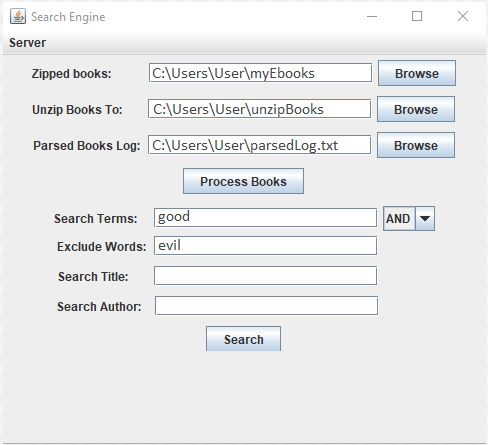 Search Engine
Server
Zipped books: C:\Users\User\myEbooks Browse
Unzip Books To: C:\Users\User\unzipBooks Browse
Parsed Books Log: C:\Users\User\parsedLog.txt Browse
Process Books
Search Terms: good AND
Exclude Words: evil
Search Title:
Search Author:
Search